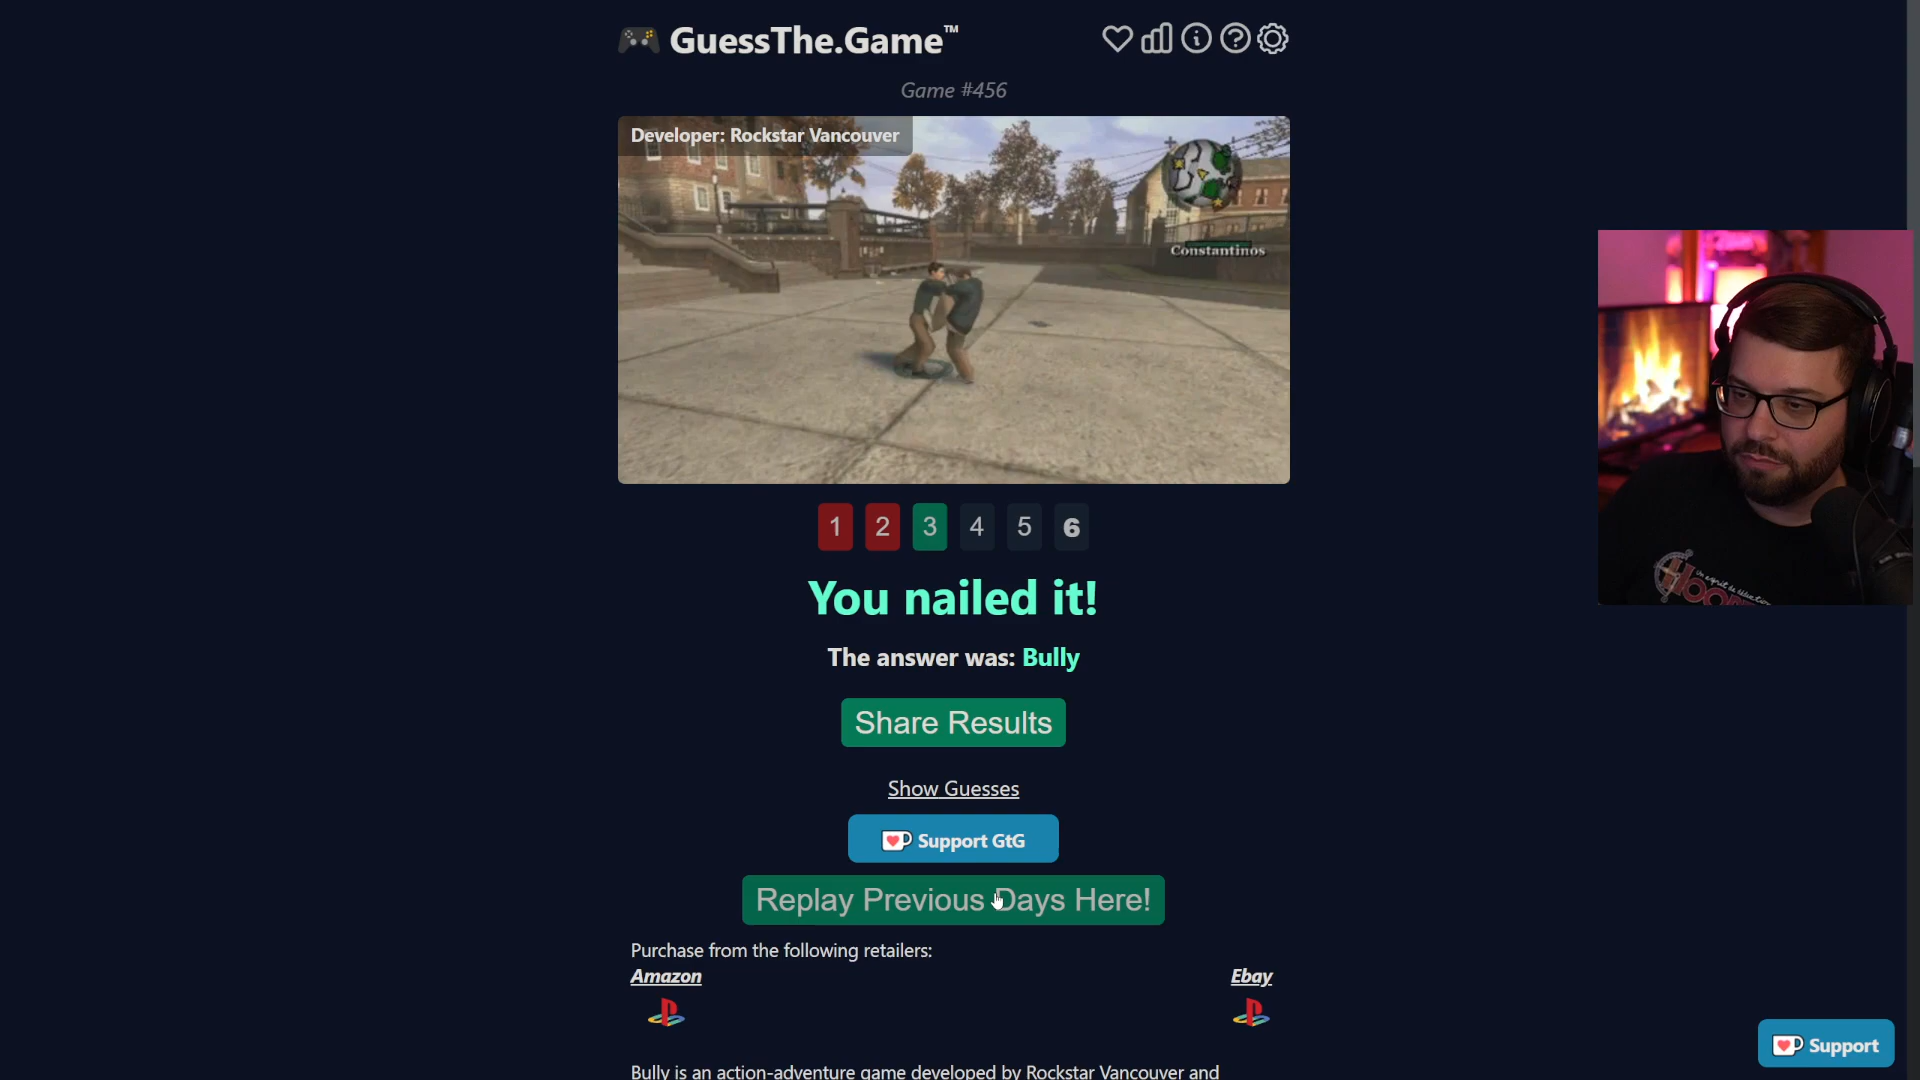 GuessThe.Game™
Game #456
Developer: Rockstar Vancouver
Constantinos
1 2 3 4 5 6
You nailed it!
The answer was: Bully
Share Results
Show Guesses
Support GtG
Replay Previous Days Here!
Purchase from the following retailers:
Amazon
Ebay
Support
Bully is an action-adventure game developed by Rockstar Vancouver and